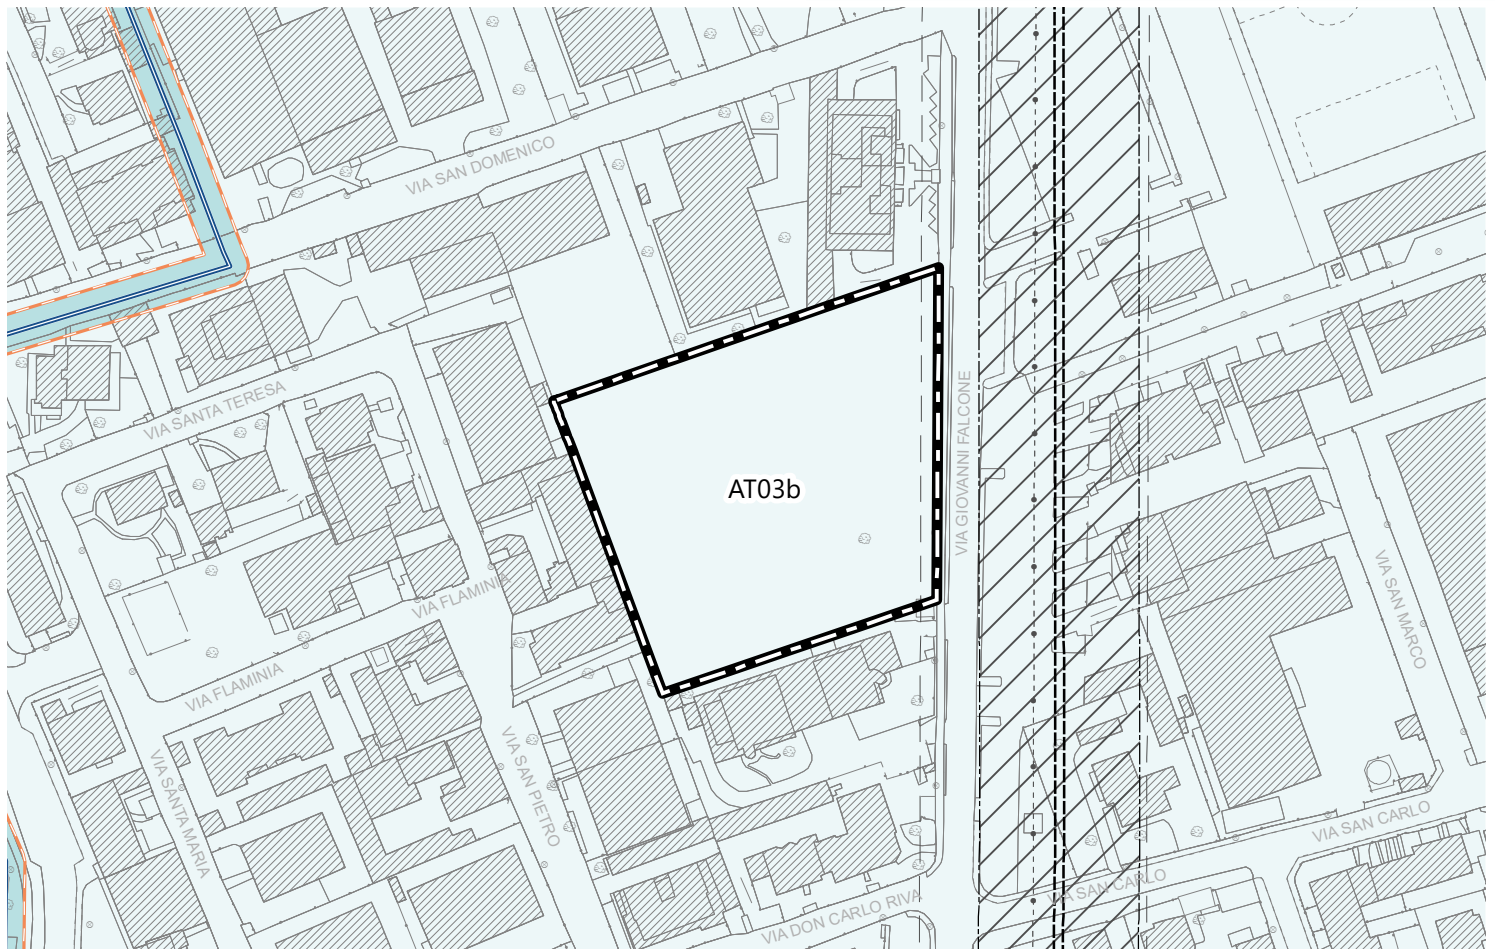 VIA SAN DOMENICO
VIA SANTA TERESA
VIA GIOVANNI FALCONE
AT03b
VIA FLAMINIA
VIA FLAMINIA
VIA SAN MARCO
VIA SANTA MARIA
VIA SAN PIETRO
VIA SAN CARLO
VIA SAN CARLO
VIA DON CARLO RIVA